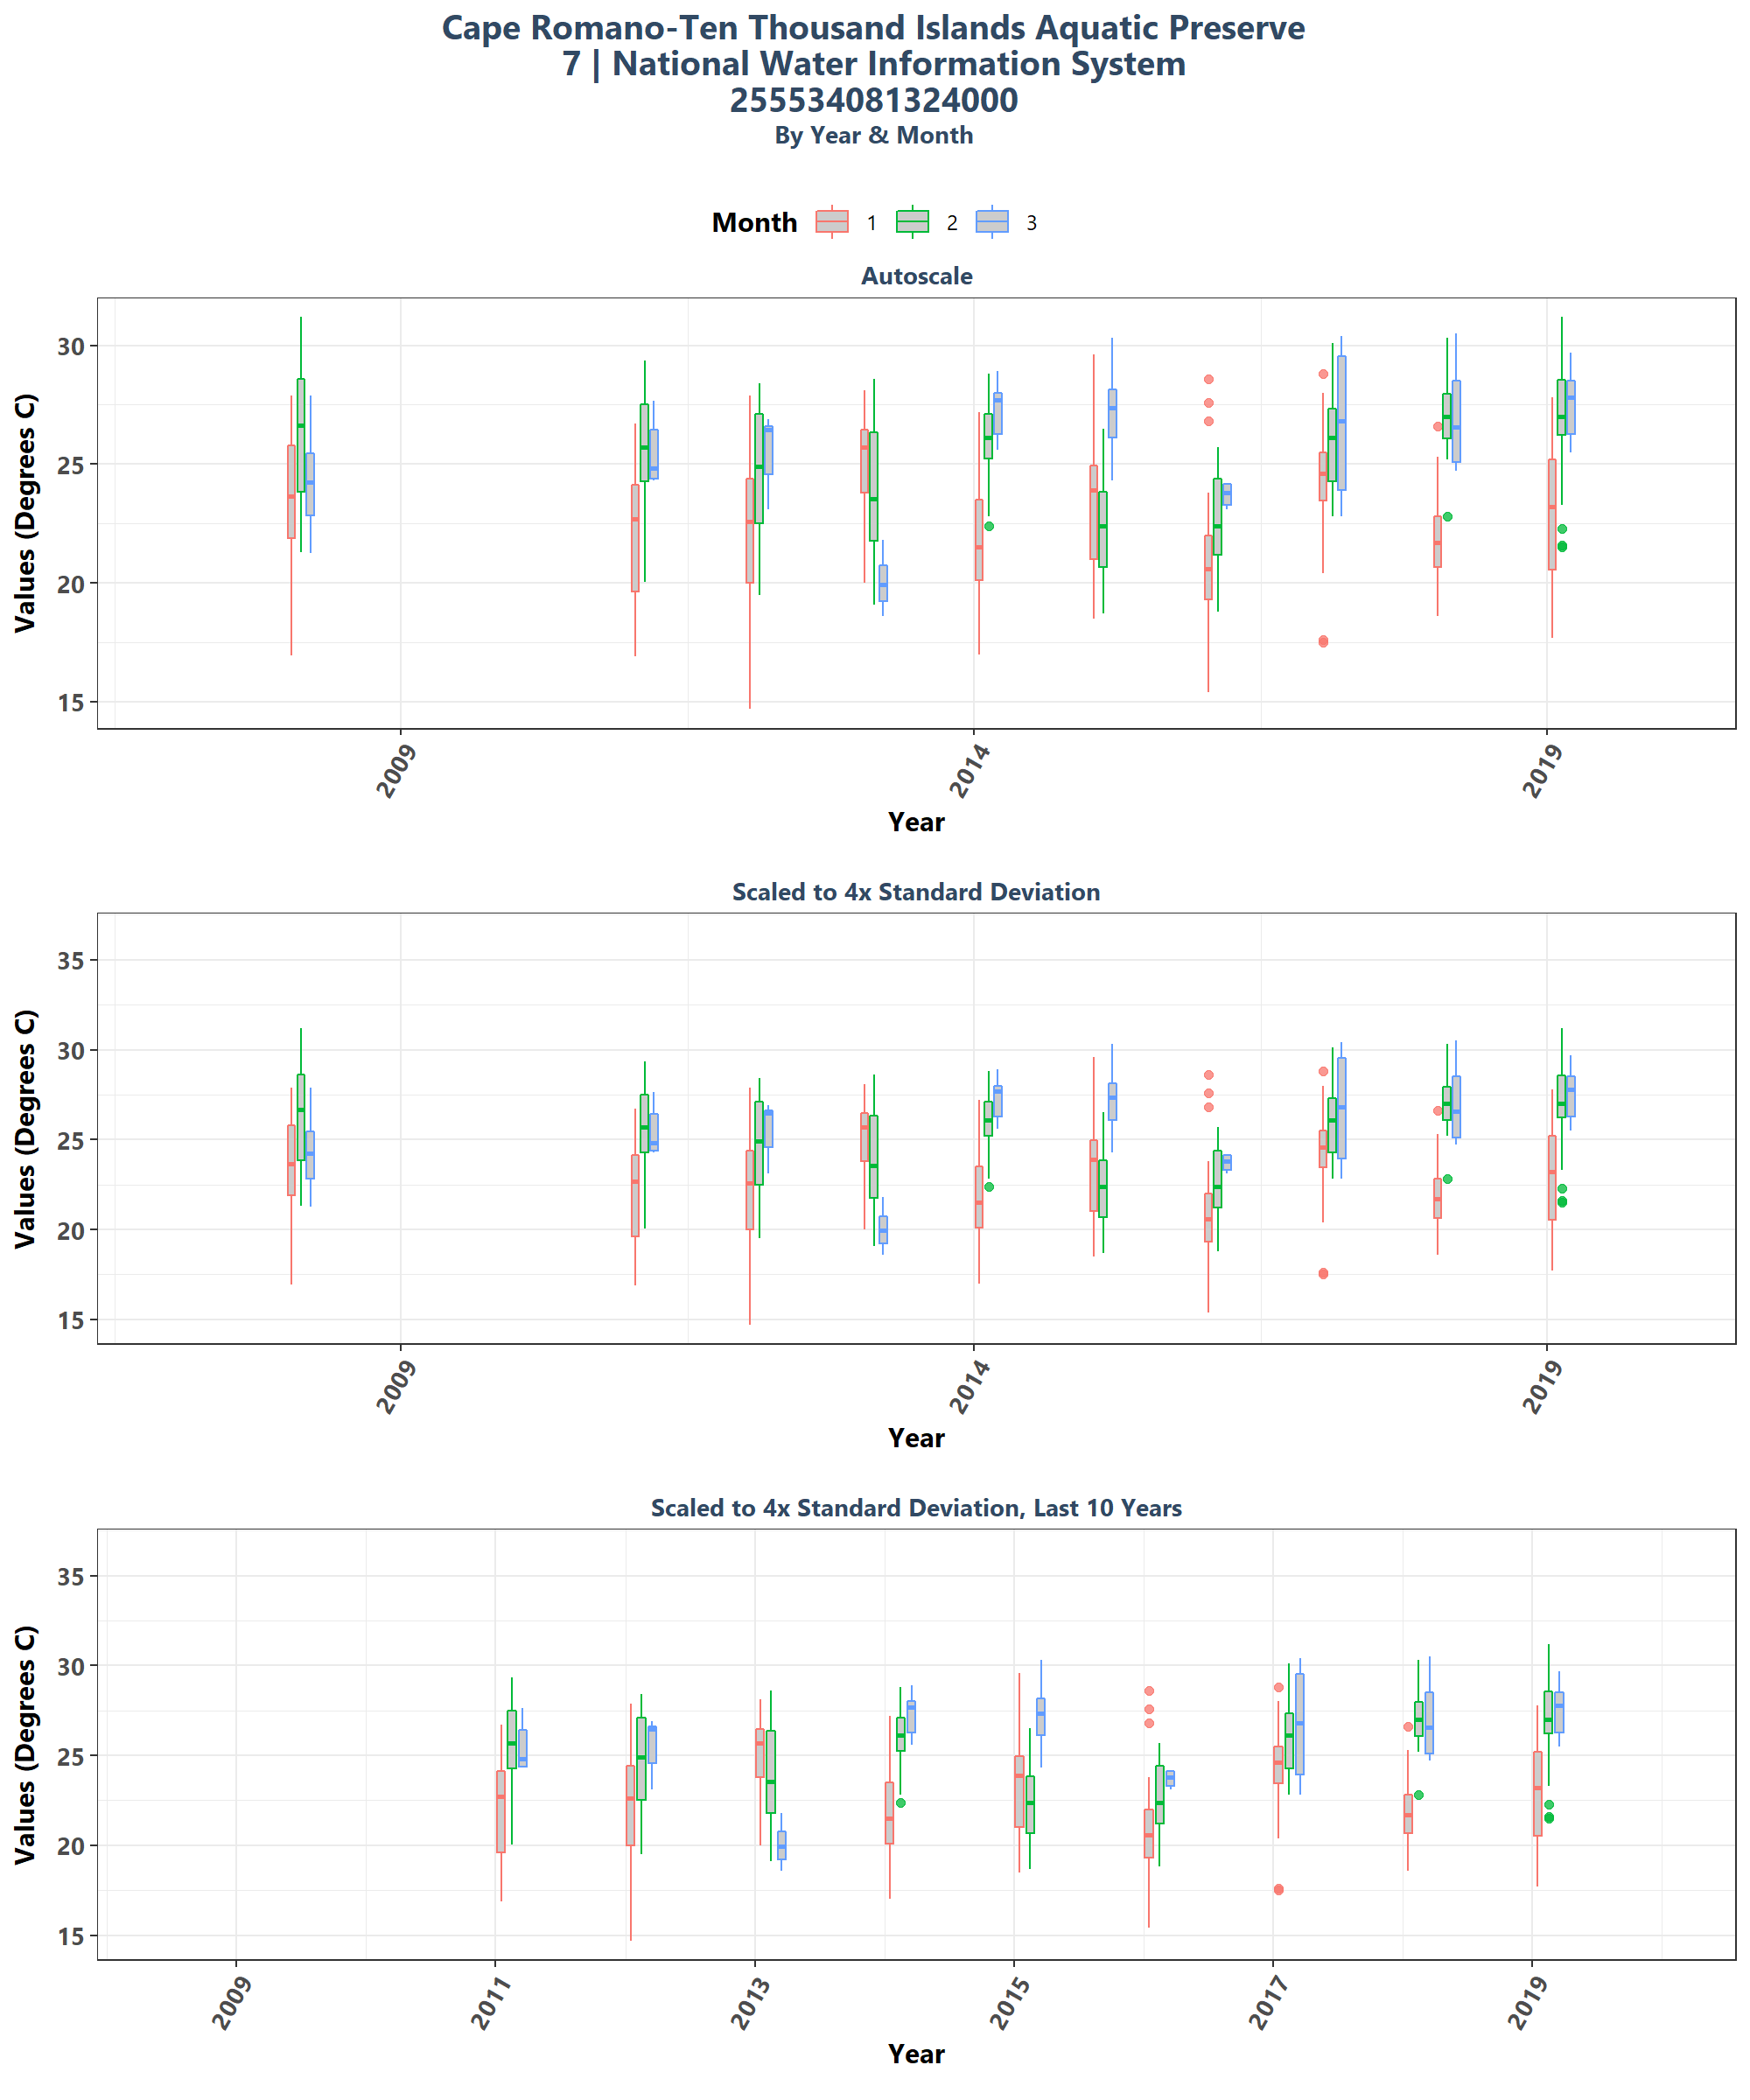 Cape Romano-Ten Thousand Islands Aquatic Preserve
7 | National Water Information System
255534081324000
By Year & Month
Month 1 2 3
Autoscale
Values (Degrees C)
30
25
20
15
2009 2014 2019
Year
Scaled to 4x Standard Deviation
Values (Degrees C)
35
30
25
20
15
2009 2014 2019
Year
Scaled to 4x Standard Deviation, Last 10 Years
Values (Degrees C)
35
30
25
20
15
2009 2011 2013 2015 2017 2019
Year